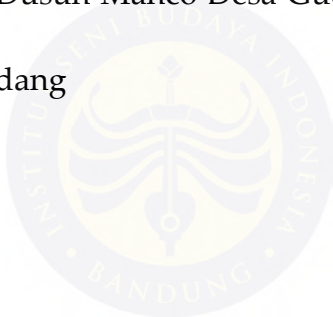 Dusun Manco Desa
dang
INSTITUT SENI BUDAYA INDONESIA
• BANDUNG •